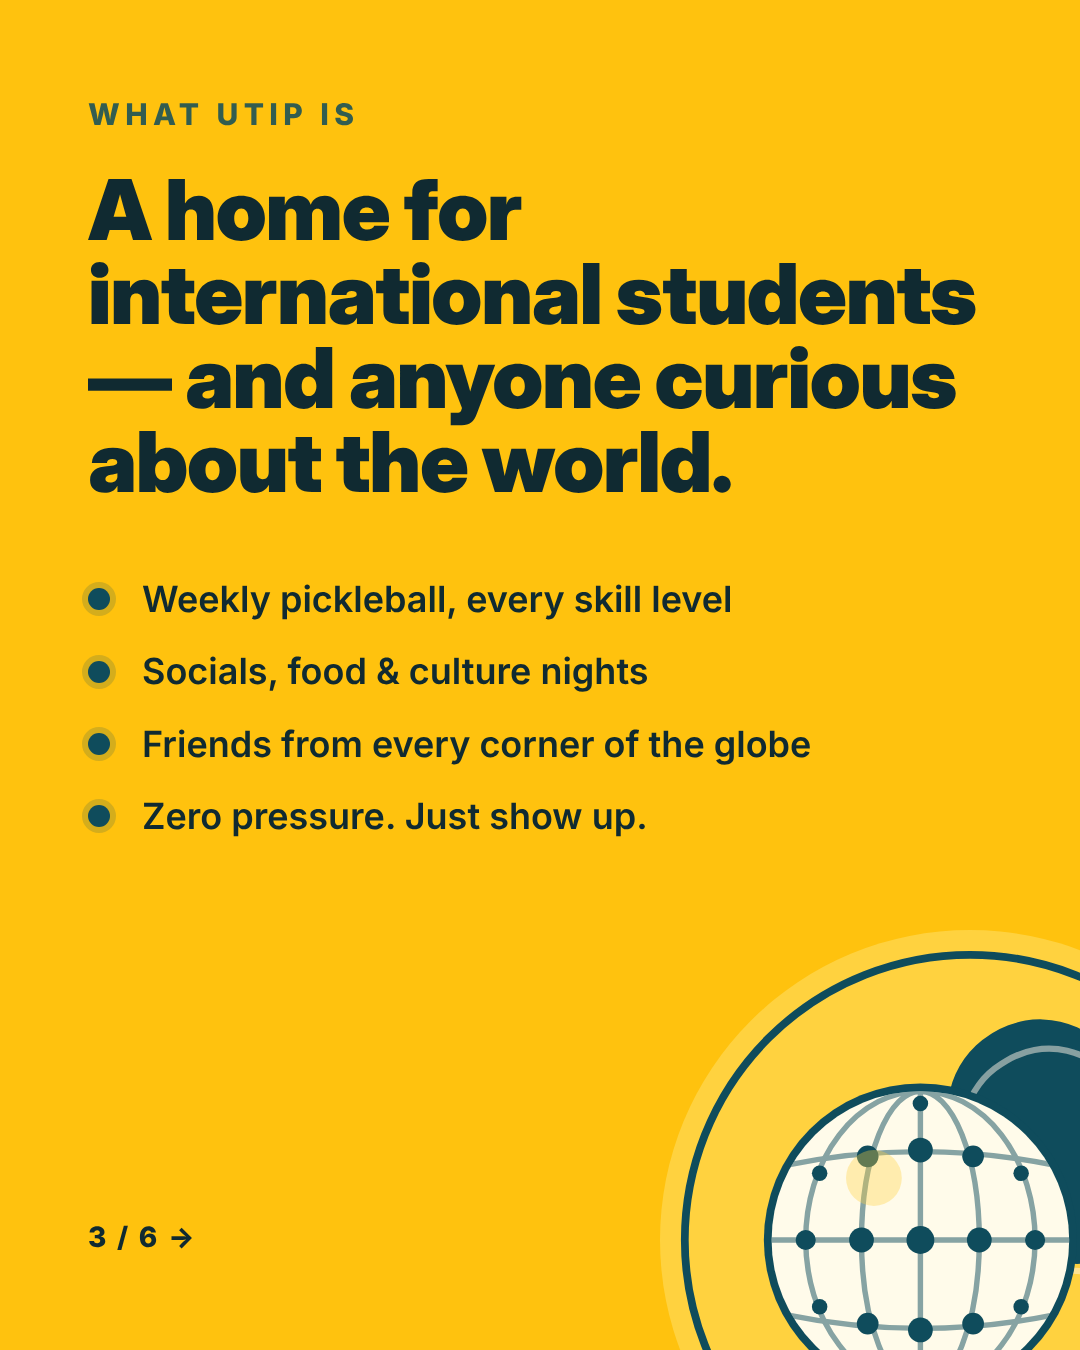 WHAT UTIP IS
A home for
international students
— and anyone curious
about the world.
Weekly pickleball, every skill level
Socials, food & culture nights
Friends from every corner of the globe
Zero pressure. Just show up.
3 / 6 →